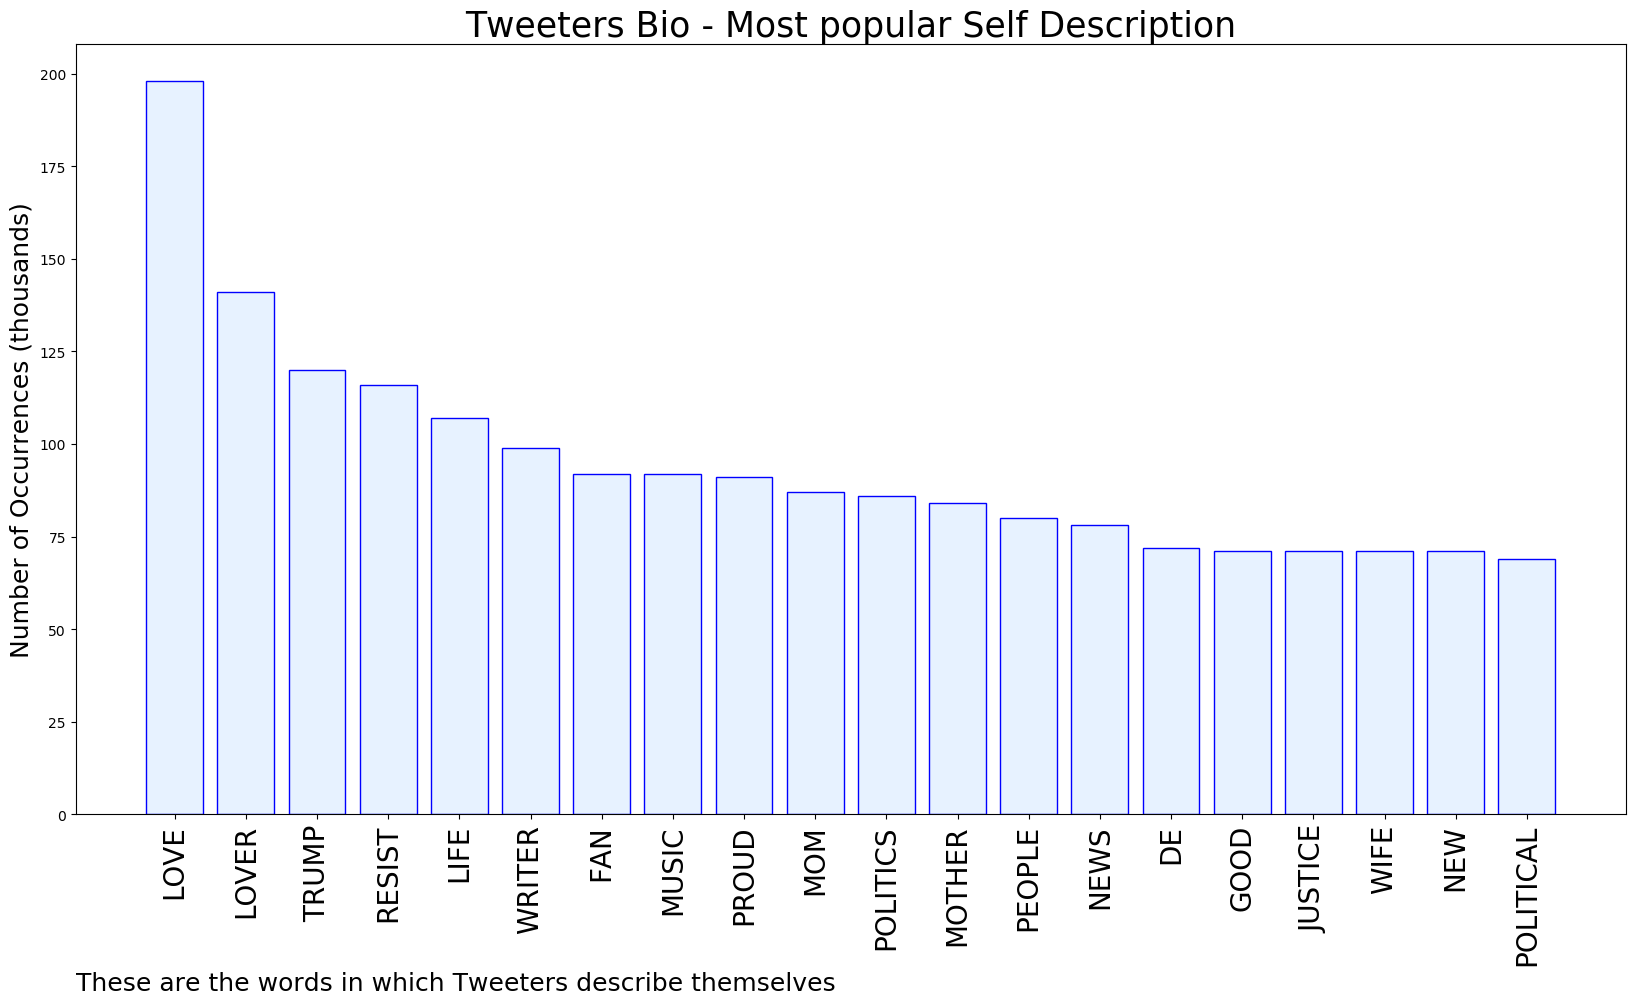 Tweeters Bio - Most popular Self Description
Number of Occurrences (thousands)
200
175
150
125
100
75
50
25
0
LOVE
LOVER
TRUMP
RESIST
LIFE
WRITER
FAN
MUSIC
PROUD
MOM
POLITICS
MOTHER
PEOPLE
NEWS
DE
GOOD
JUSTICE
WIFE
NEW
POLITICAL
These are the words in which Tweeters describe themselves